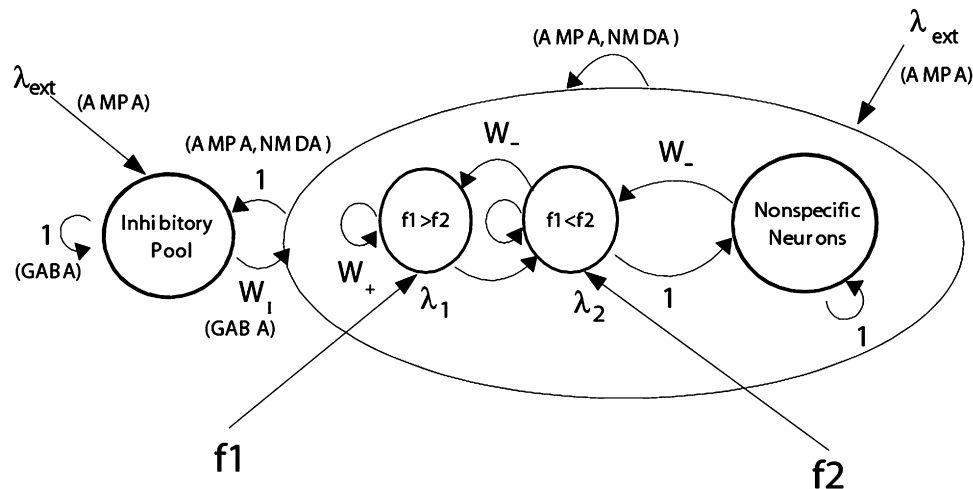 λext
(AMPA)
(AMPA,NMDA)
λ ext
(AMPA)
(AMPA,NMDA)
1
W-
W-
1
(GABA)
Inhibitory
Pool
f1>f2
f1<f2
Nonspecific
Neurons
W+
λ1
λ2
1
1
WI
(GABA)
f1
f2